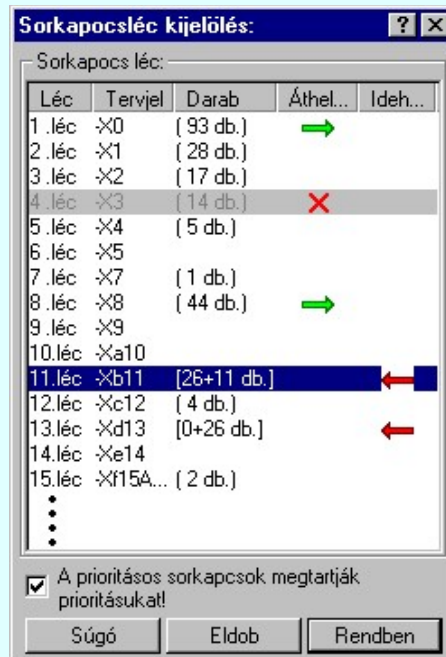 Sorkapocsléc kijelölés:
Sorkapocs léc:
Léc Tervjel Darab Áthel... Ideh...
1 .léc -X0 ( 93 db.)
2 .léc -X1 ( 28 db.)
3 .léc -X2 ( 17 db.)
4 .léc -X3 ( 14 db.)
5 .léc -X4 ( 5 db.)
6 .léc -X5
7 .léc -X7 ( 1 db.)
8 .léc -X8 ( 44 db.)
9 .léc -X9
10.léc -Xa10
11.léc -Xb11 [26+11 db.]
12.léc -Xc12 ( 4 db.)
13.léc -Xd13 [0+26 db.]
14.léc -Xe14
15.léc -Xf15A... ( 2 db.)
A prioritásos sorkapcsok megtartják
prioritásukat!
Súgó Eldob Rendben